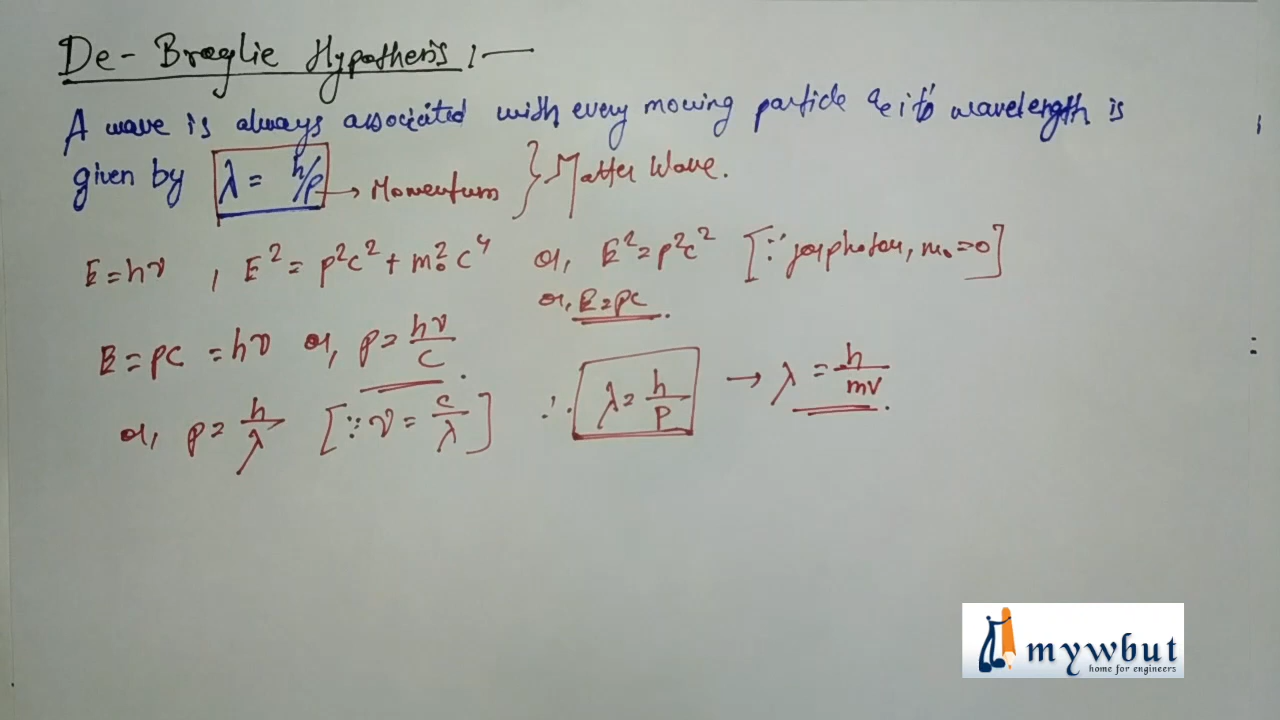 De-Broglie Hypothesis :—
A wave is always associated with every moving particle & it's wavelength is
given by λ = h/p → Momentum } Matter Wave.
E=hν , E² = p²c² + m₀²c⁴ or, E²=p²c² [∵ for photon, m₀=0]
or, E=pc .
E=pc =hν or, p= hν/c .
or, p= h/λ [∵ν = c/λ] ∴ λ= h/p → λ = h/mv .
mywbut
home for engineers